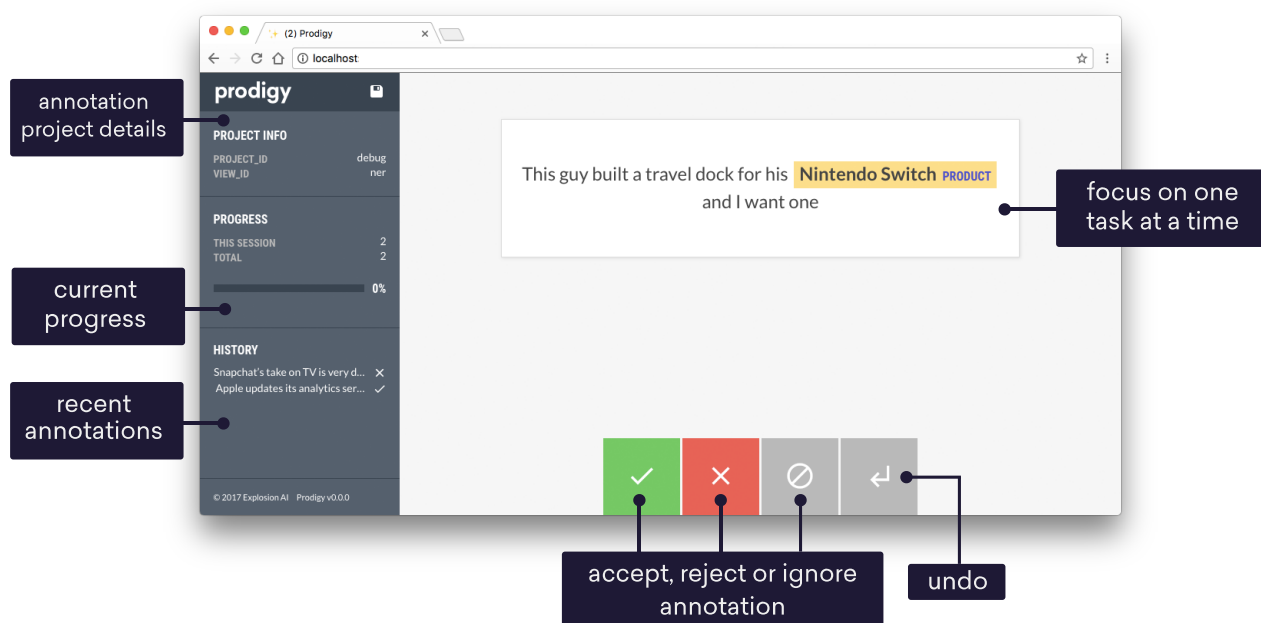 (2) Prodigy
localhost
prodigy
annotation
project details
PROJECT INFO
PROJECT_ID debug
VIEW_ID ner
PROGRESS
THIS SESSION 2
TOTAL 2
0%
current
progress
HISTORY
Snapchat's take on TV is very d...
Apple updates its analytics ser...
recent
annotations
© 2017 Explosion AI Prodigy v0.0.0
This guy built a travel dock for his Nintendo Switch PRODUCT
and I want one
focus on one
task at a time
accept, reject or ignore
annotation
undo